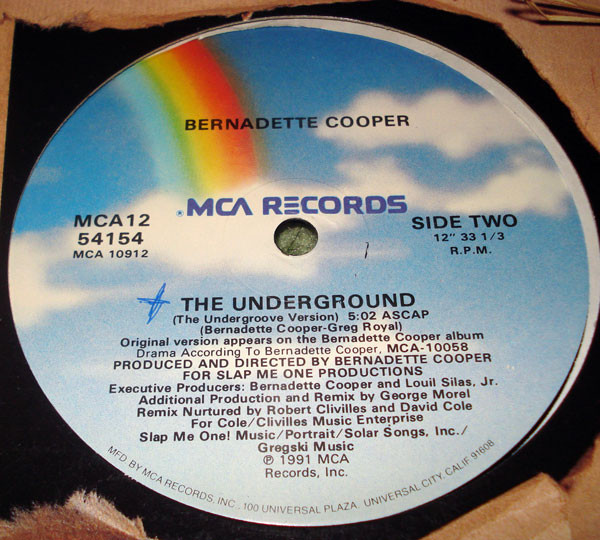 BERNADETTE COOPER
MCA RECORDS
MCA12
54154
MCA 10912
SIDE TWO
12" 33 1/3
R.P.M.
THE UNDERGROUND
(The Undergroove Version) 5:02 ASCAP
(Bernadette Cooper-Greg Royal)
Original version appears on the Bernadette Cooper album
Drama According To Bernadette Cooper, MCA-10058
PRODUCED AND DIRECTED BY BERNADETTE COOPER
FOR SLAP ME ONE PRODUCTIONS
Executive Producers: Bernadette Cooper and Louil Silas, Jr.
Additional Production and Remix by George Morel
Remix Nurtured by Robert Clivilles and David Cole
For Cole/Clivilles Music Enterprise
Slap Me One! Music/Portrait/Solar Songs, Inc./
Gregski Music
℗ 1991 MCA
Records, Inc.
MFD. BY MCA RECORDS, INC., 100 UNIVERSAL PLAZA, UNIVERSAL CITY, CALIF. 91608